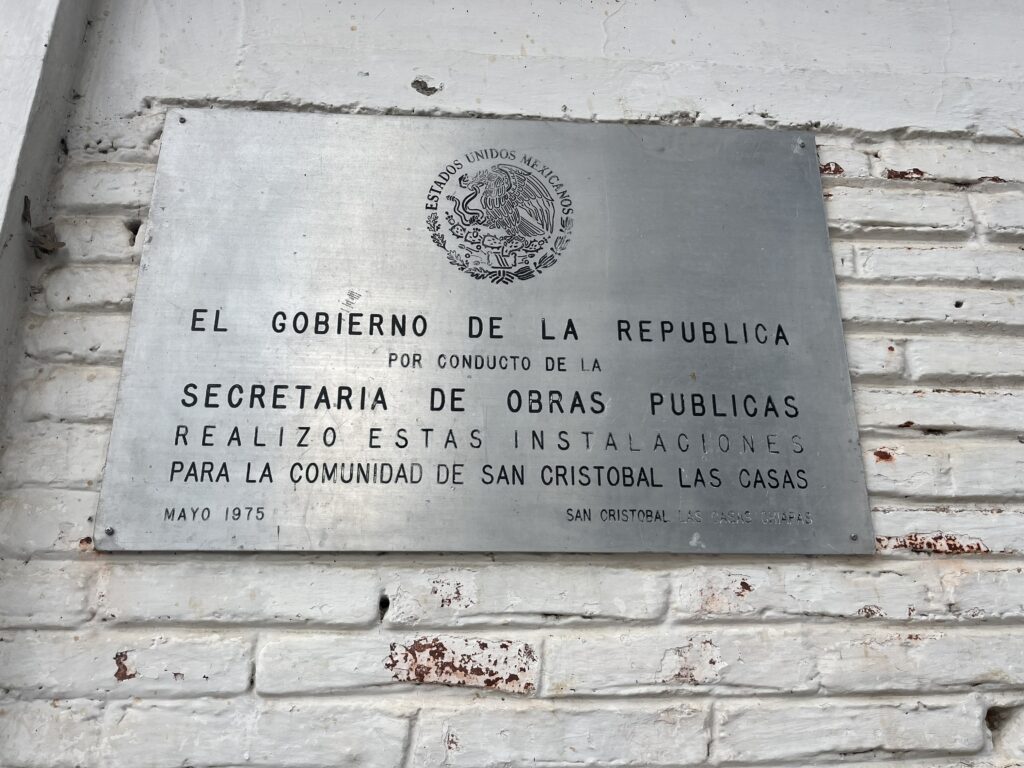 ESTADOS UNIDOS MEXICANOS
EL GOBIERNO DE LA REPUBLICA
POR CONDUCTO DE LA
SECRETARIA DE OBRAS PUBLICAS
REALIZO ESTAS INSTALACIONES
PARA LA COMUNIDAD DE SAN CRISTOBAL LAS CASAS
MAYO 1975 SAN CRISTOBAL LAS CASAS CHIAPAS